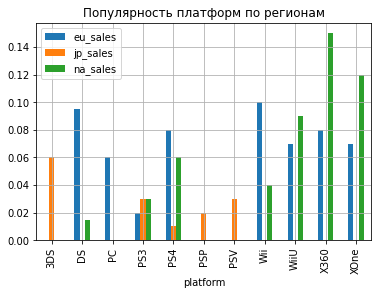 Популярность платформ по регионам
eu_sales
jp_sales
na_sales
0.14
0.12
0.10
0.08
0.06
0.04
0.02
0.00
3DS
DS
PC
PS3
PS4
PSP
PSV
Wii
WiiU
X360
XOne
platform